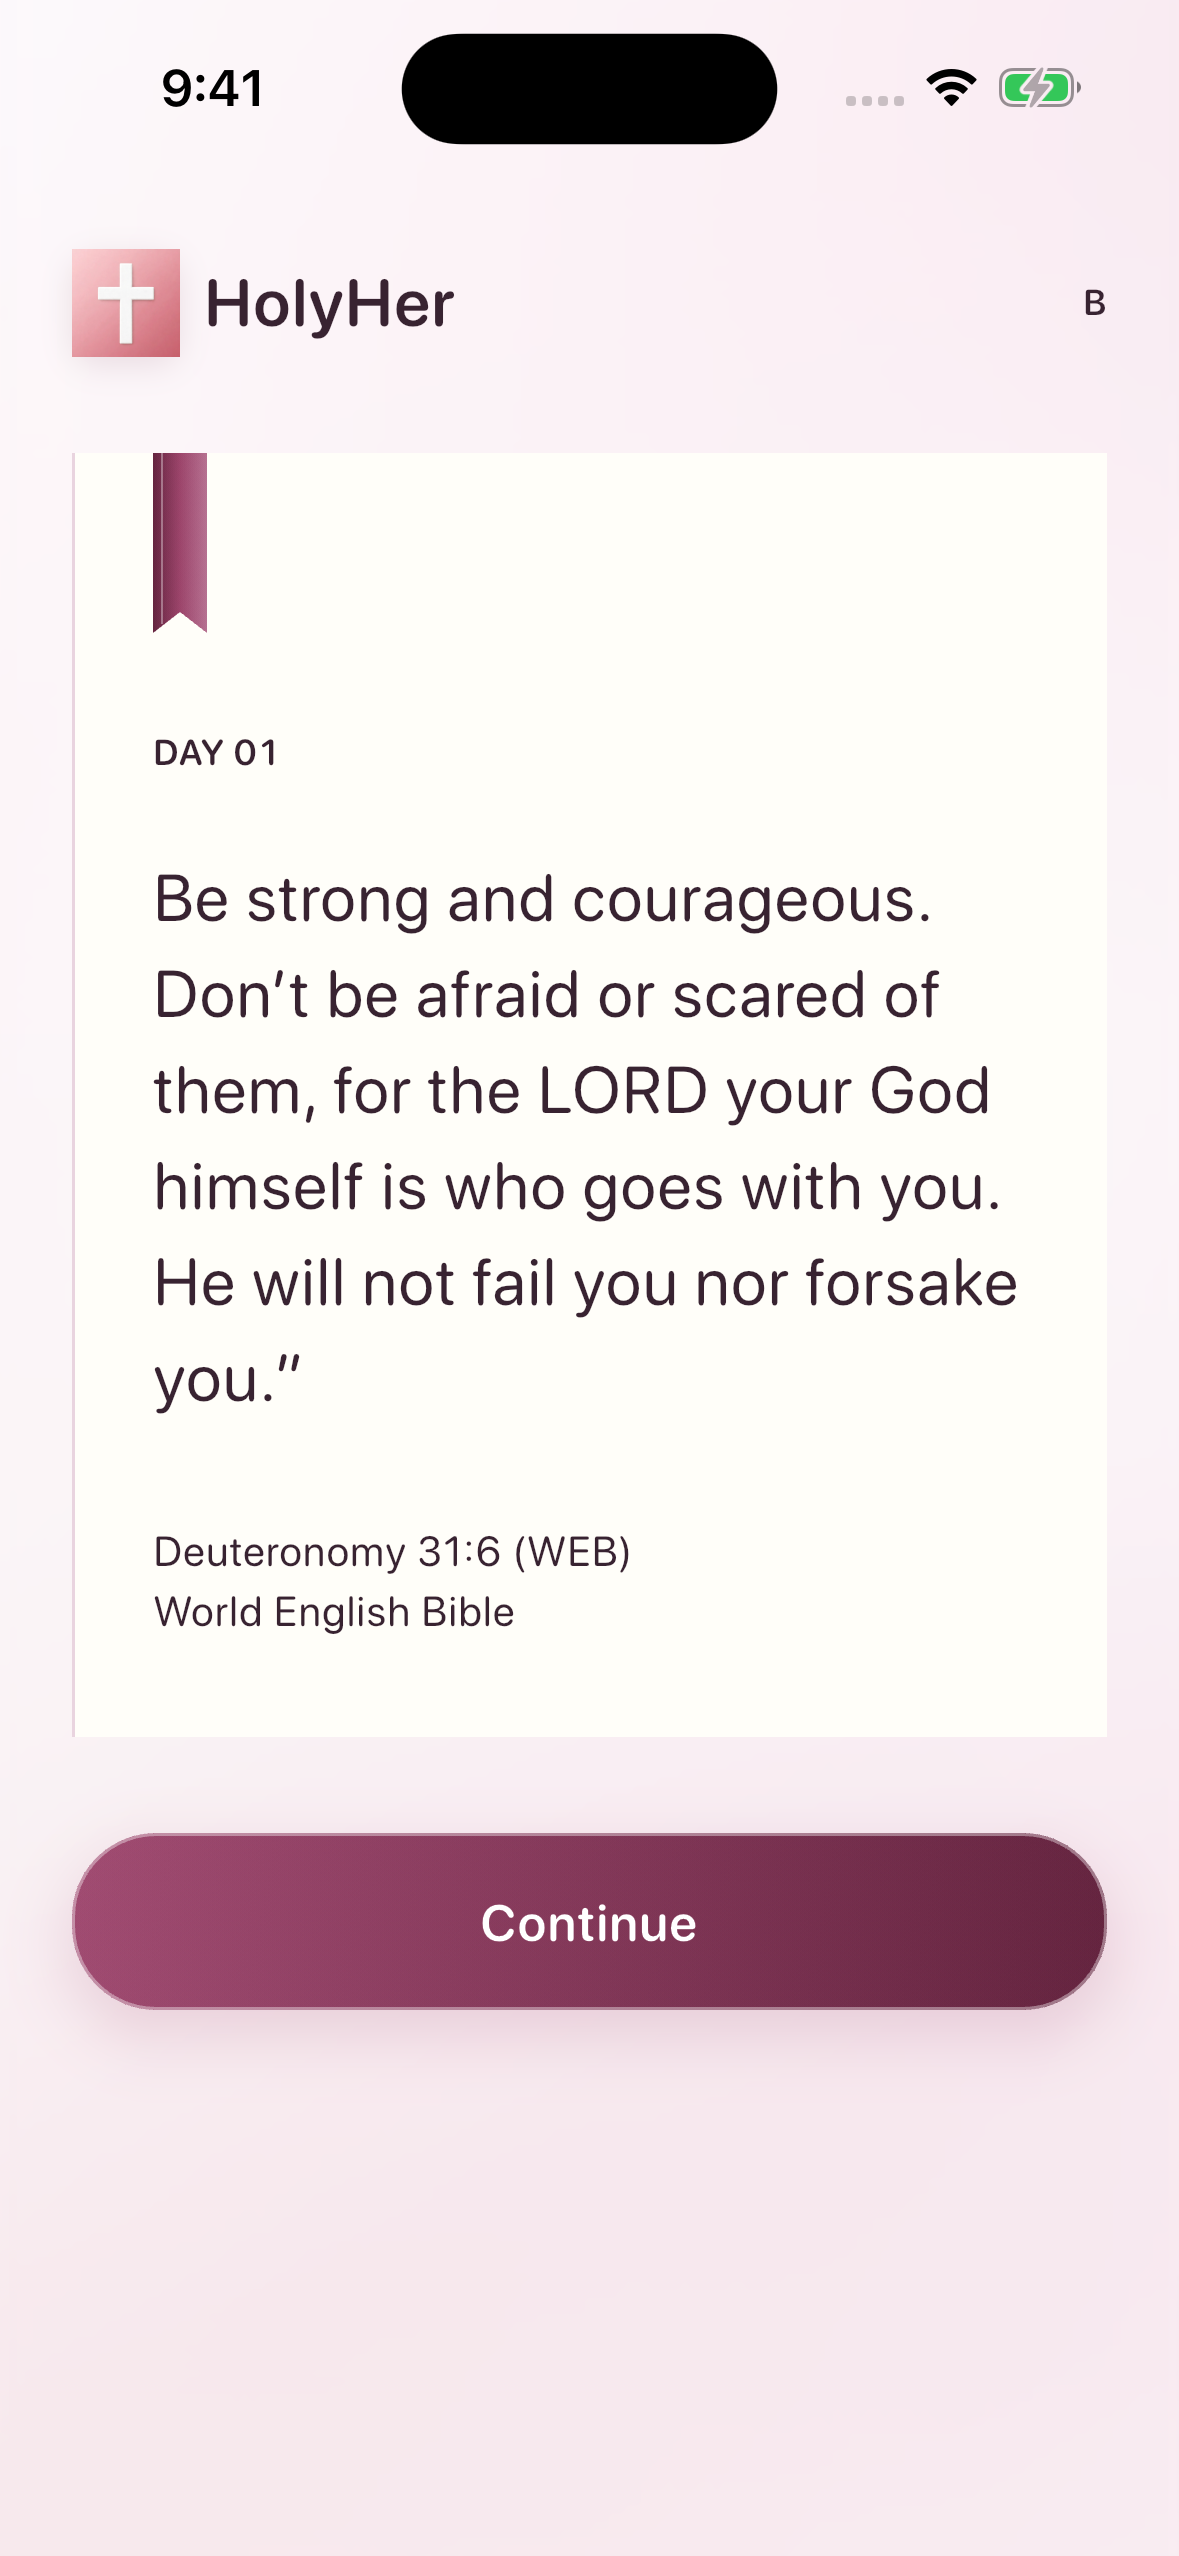 9:41
HolyHer
B
DAY 01
Be strong and courageous.
Don’t be afraid or scared of
them, for the LORD your God
himself is who goes with you.
He will not fail you nor forsake
you.”
Deuteronomy 31:6 (WEB)
World English Bible
Continue